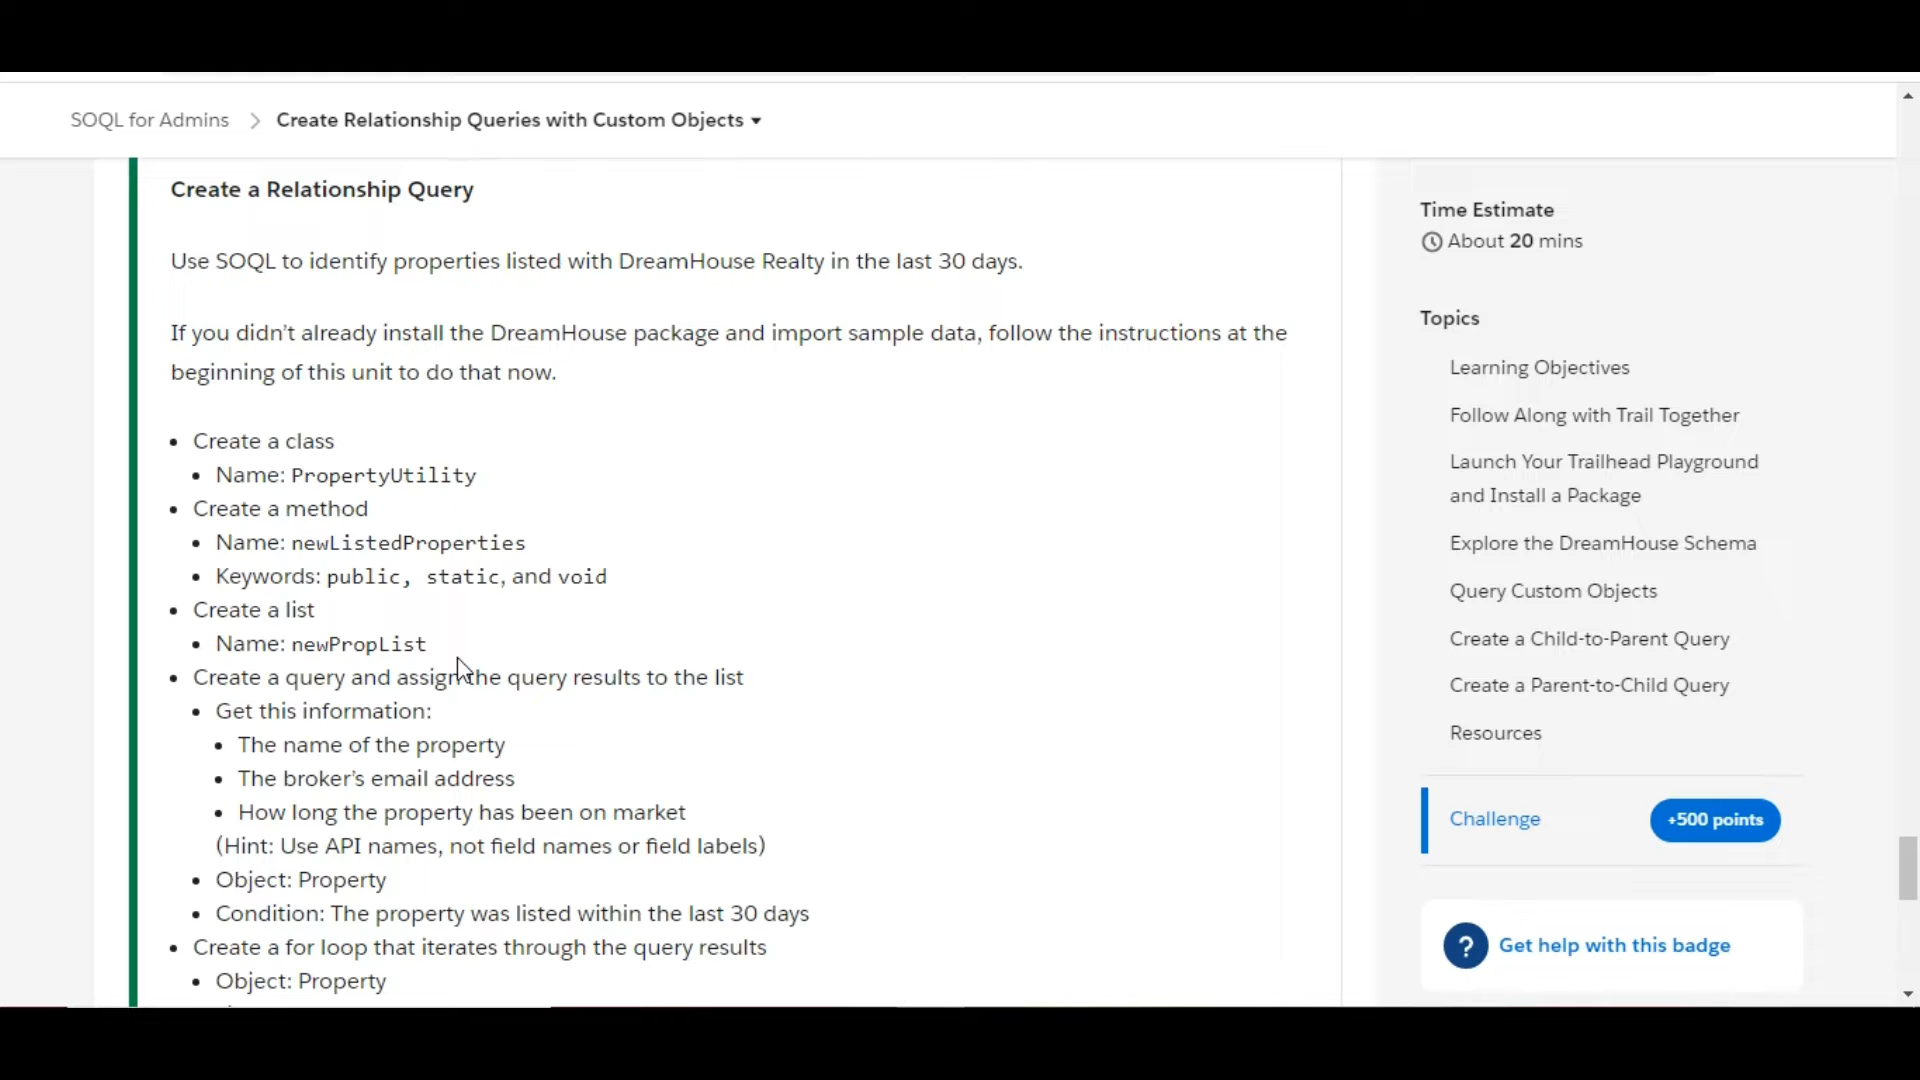 SOQL for Admins
Create Relationship Queries with Custom Objects
Create a Relationship Query
Use SOQL to identify properties listed with DreamHouse Realty in the last 30 days.
If you didn’t already install the DreamHouse package and import sample data, follow the instructions at the
beginning of this unit to do that now.
Create a class
Name: PropertyUtility
Create a method
Name: newListedProperties
Keywords: public, static, and void
Create a list
Name: newPropList
Create a query and assign the query results to the list
Get this information:
The name of the property
The broker’s email address
How long the property has been on market
(Hint: Use API names, not field names or field labels)
Object: Property
Condition: The property was listed within the last 30 days
Create a for loop that iterates through the query results
Object: Property
Time Estimate
About 20 mins
Topics
Learning Objectives
Follow Along with Trail Together
Launch Your Trailhead Playground
and Install a Package
Explore the DreamHouse Schema
Query Custom Objects
Create a Child-to-Parent Query
Create a Parent-to-Child Query
Resources
Challenge
+500 points
? Get help with this badge